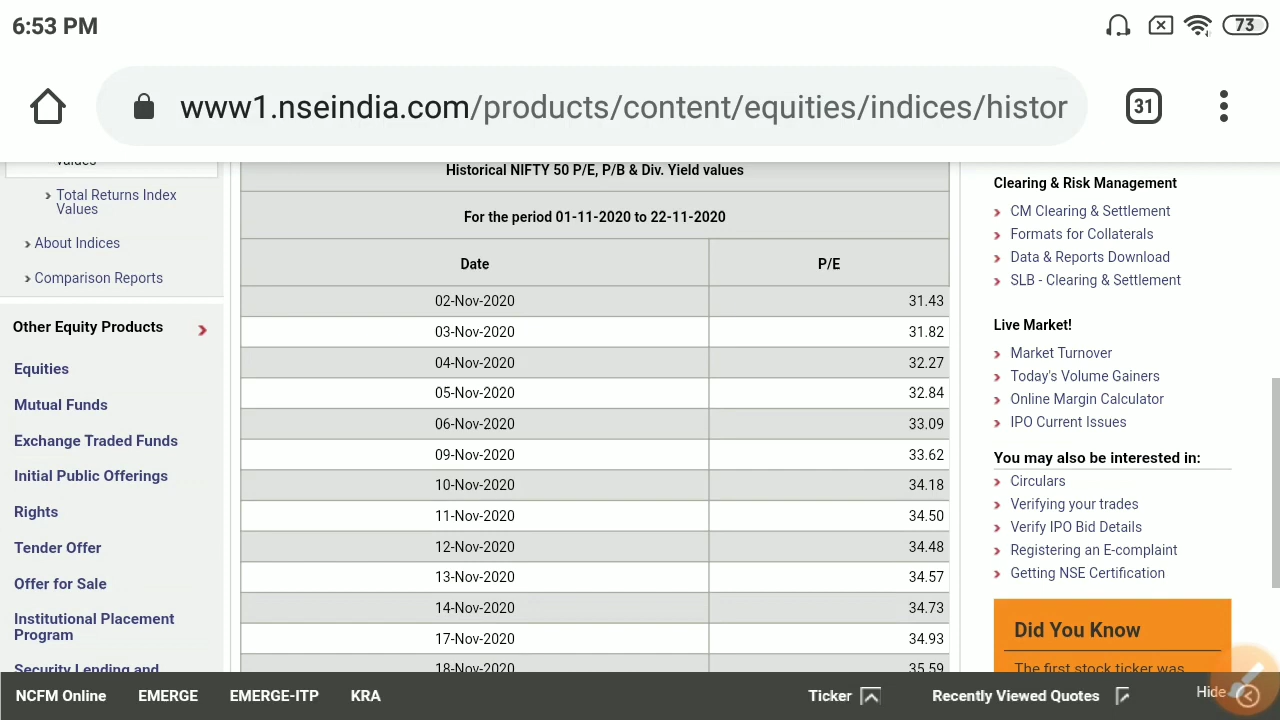 6:53 PM
73
www1.nseindia.com/products/content/equities/indices/histor
31
values
Total Returns Index
Values
About Indices
Comparison Reports
Other Equity Products
Equities
Mutual Funds
Exchange Traded Funds
Initial Public Offerings
Rights
Tender Offer
Offer for Sale
Institutional Placement
Program
Security Lending and
Historical NIFTY 50 P/E, P/B & Div. Yield values
For the period 01-11-2020 to 22-11-2020
Date P/E
02-Nov-2020 31.43
03-Nov-2020 31.82
04-Nov-2020 32.27
05-Nov-2020 32.84
06-Nov-2020 33.09
09-Nov-2020 33.62
10-Nov-2020 34.18
11-Nov-2020 34.50
12-Nov-2020 34.48
13-Nov-2020 34.57
14-Nov-2020 34.73
17-Nov-2020 34.93
18-Nov-2020 35.59
Clearing & Risk Management
CM Clearing & Settlement
Formats for Collaterals
Data & Reports Download
SLB - Clearing & Settlement
Live Market!
Market Turnover
Today's Volume Gainers
Online Margin Calculator
IPO Current Issues
You may also be interested in:
Circulars
Verifying your trades
Verify IPO Bid Details
Registering an E-complaint
Getting NSE Certification
Did You Know
The first stock ticker was
NCFM Online EMERGE EMERGE-ITP KRA Ticker Recently Viewed Quotes Hide